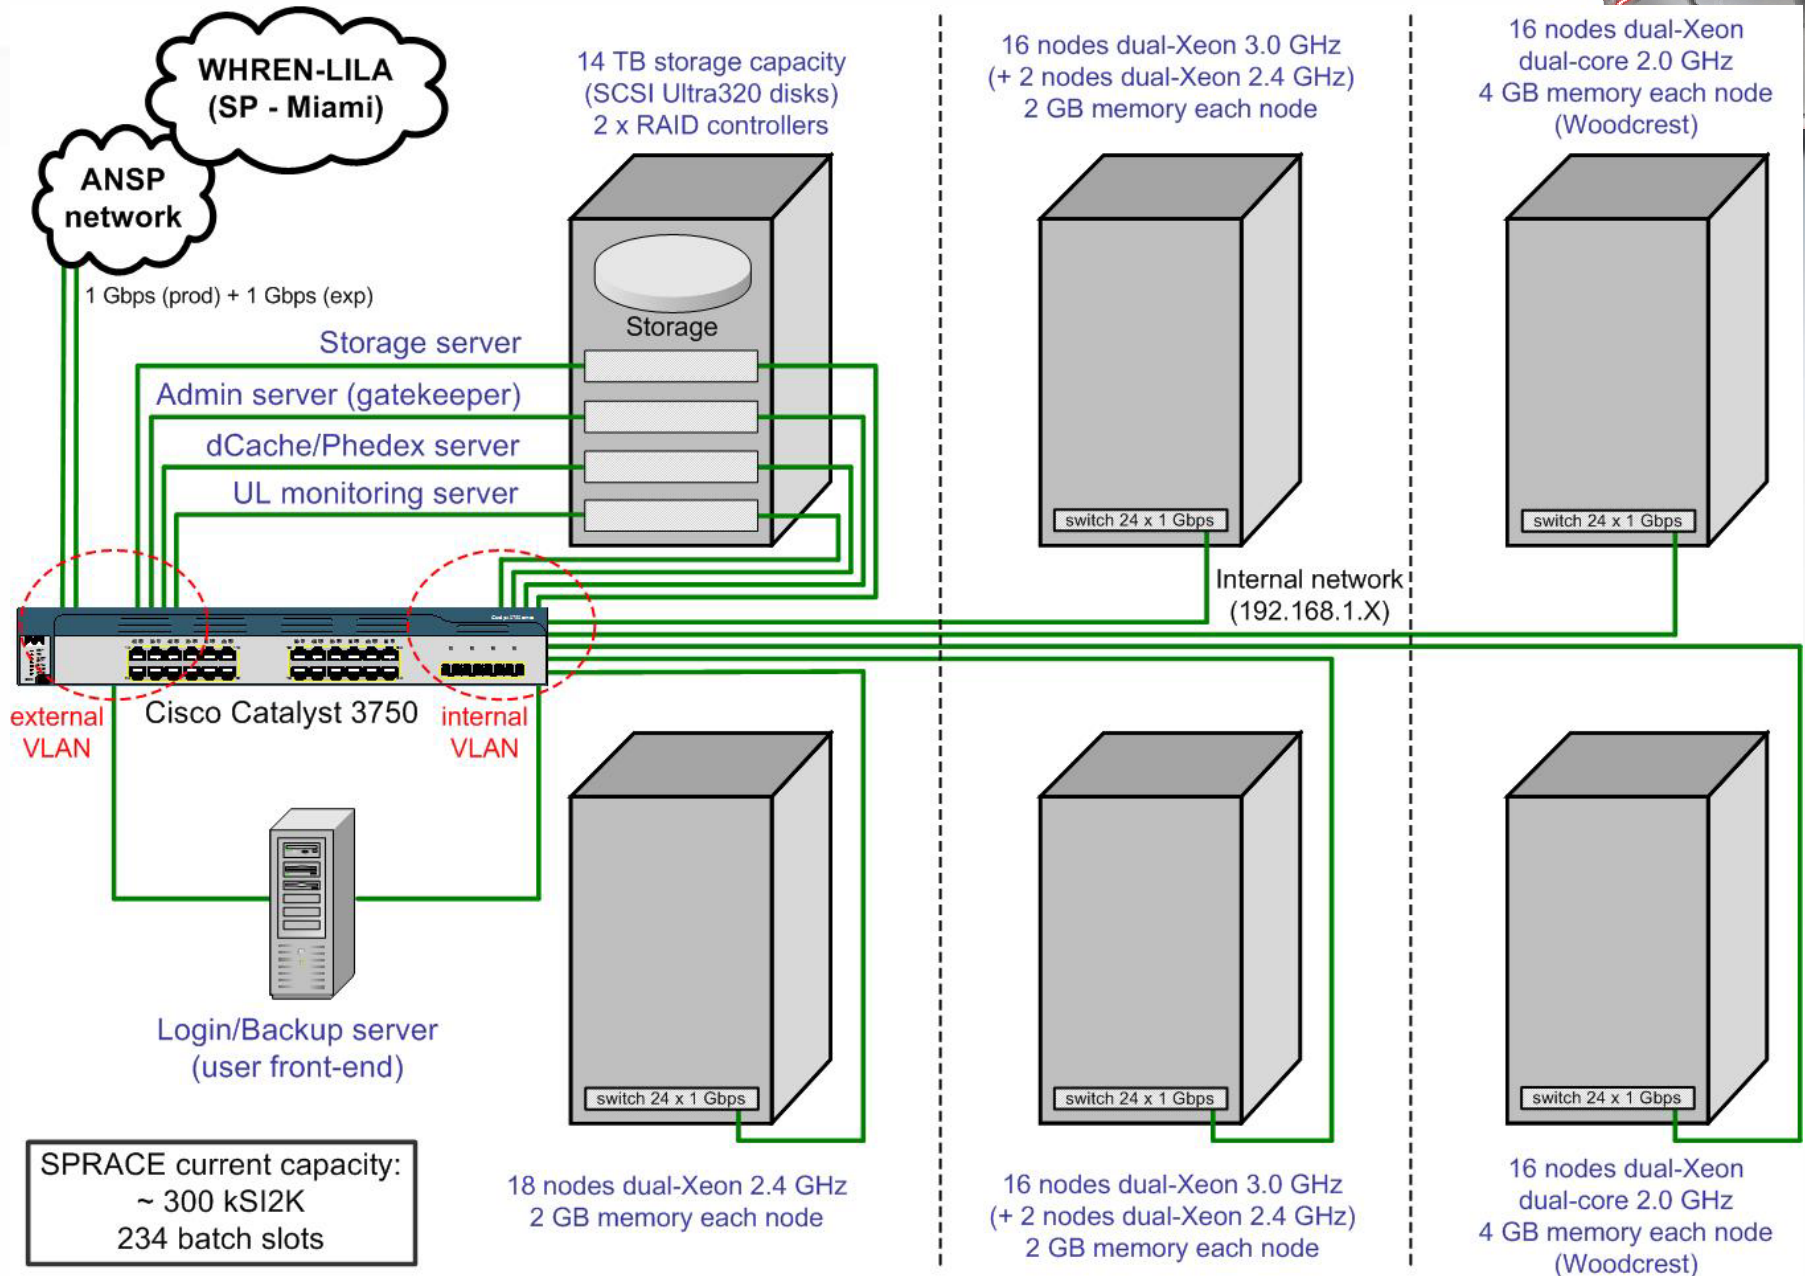 WHREN-LILA
(SP - Miami)
ANSP
network
1 Gbps (prod) + 1 Gbps (exp)
14 TB storage capacity
(SCSI Ultra320 disks)
2 x RAID controllers
Storage
Storage server
Admin server (gatekeeper)
dCache/Phedex server
UL monitoring server
16 nodes dual-Xeon 3.0 GHz
(+ 2 nodes dual-Xeon 2.4 GHz)
2 GB memory each node
switch 24 x 1 Gbps
16 nodes dual-Xeon
dual-core 2.0 GHz
4 GB memory each node
(Woodcrest)
switch 24 x 1 Gbps
Internal network
(192.168.1.X)
external
VLAN
Cisco Catalyst 3750
internal
VLAN
Login/Backup server
(user front-end)
SPRACE current capacity:
~ 300 kSI2K
234 batch slots
switch 24 x 1 Gbps
18 nodes dual-Xeon 2.4 GHz
2 GB memory each node
switch 24 x 1 Gbps
16 nodes dual-Xeon 3.0 GHz
(+ 2 nodes dual-Xeon 2.4 GHz)
2 GB memory each node
switch 24 x 1 Gbps
16 nodes dual-Xeon
dual-core 2.0 GHz
4 GB memory each node
(Woodcrest)